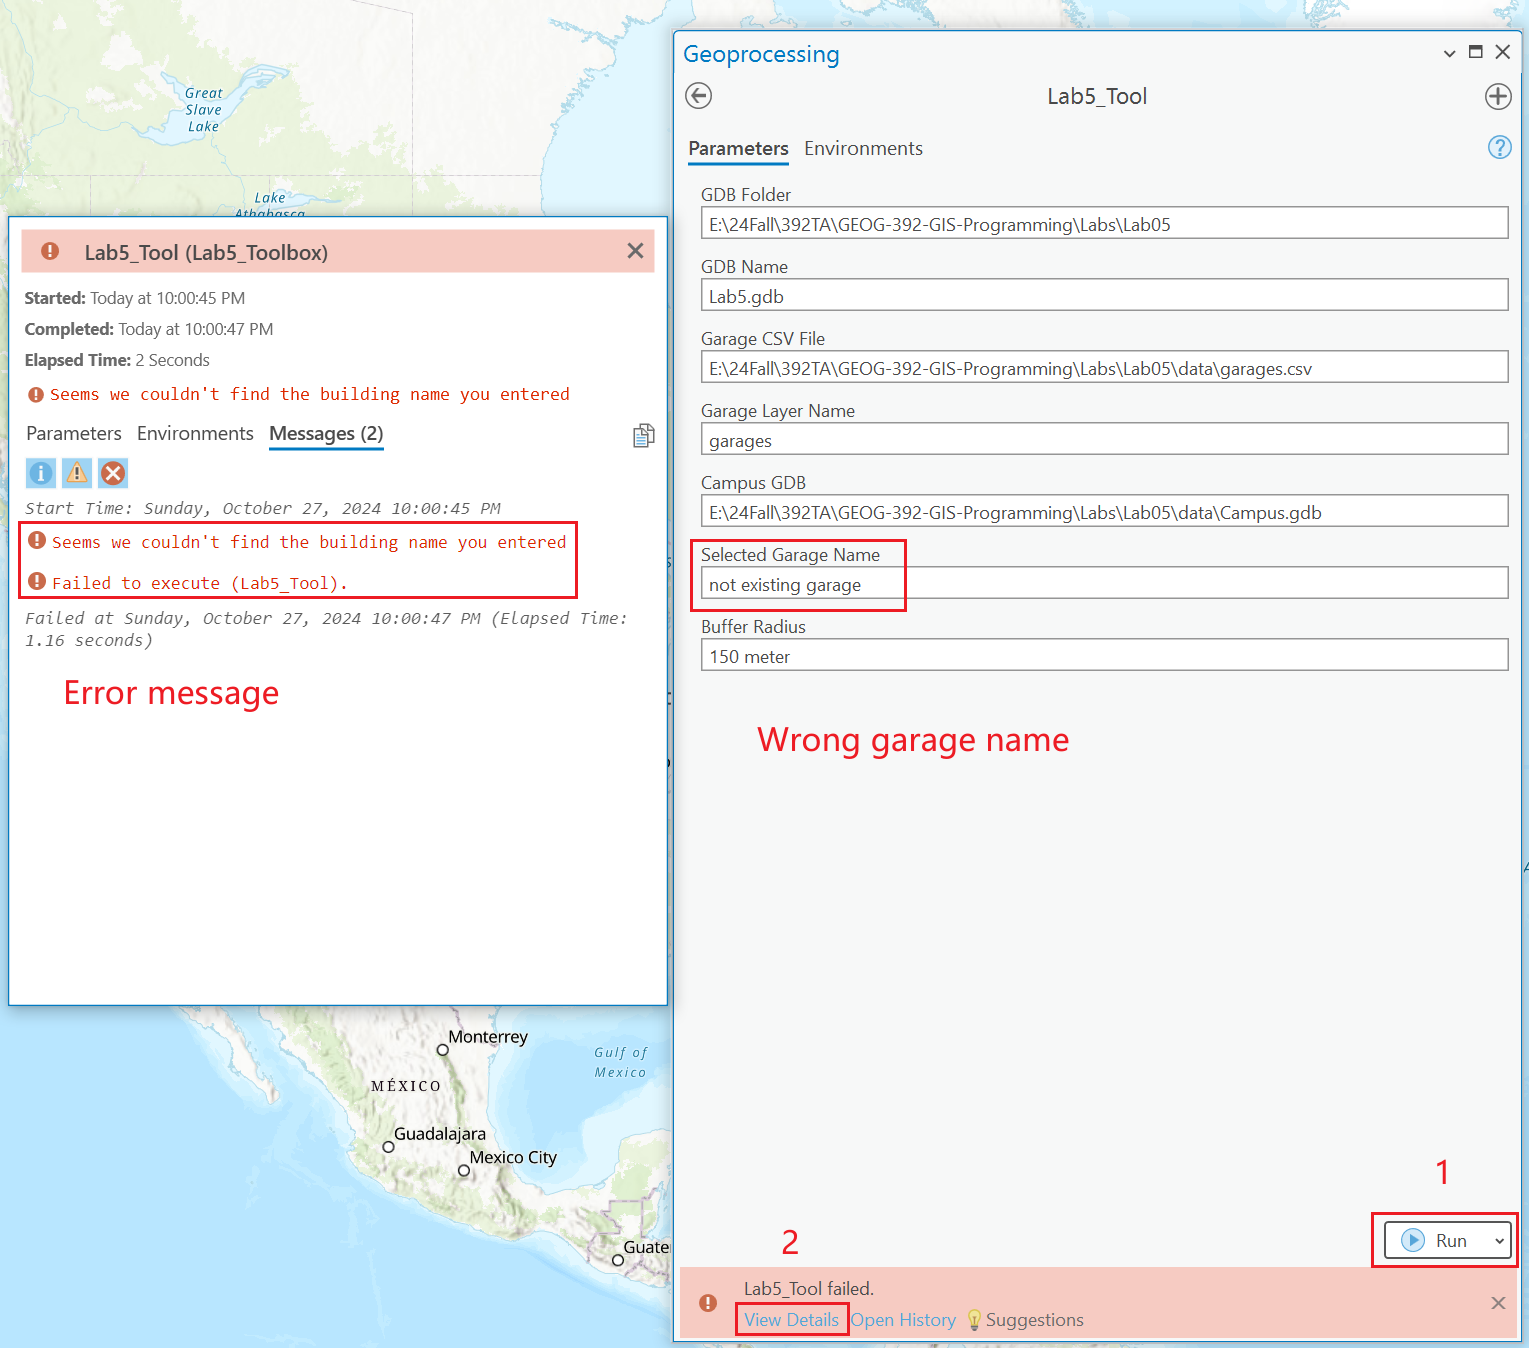 Great
Slave
Lake
Lake
Athabasca
Lab5_Tool (Lab5_Toolbox)
Started: Today at 10:00:45 PM
Completed: Today at 10:00:47 PM
Elapsed Time: 2 Seconds
Seems we couldn't find the building name you entered
Parameters Environments Messages (2)
Start Time: Sunday, October 27, 2024 10:00:45 PM
Seems we couldn't find the building name you entered
Failed to execute (Lab5_Tool).
Failed at Sunday, October 27, 2024 10:00:47 PM (Elapsed Time:
1.16 seconds)
Error message
Monterrey
Gulf of
Mexico
MÉXICO
Guadalajara
Mexico City
Guate
Geoprocessing
Lab5_Tool
Parameters Environments
GDB Folder
E:\24Fall\392TA\GEOG-392-GIS-Programming\Labs\Lab05
GDB Name
Lab5.gdb
Garage CSV File
E:\24Fall\392TA\GEOG-392-GIS-Programming\Labs\Lab05\data\garages.csv
Garage Layer Name
garages
Campus GDB
E:\24Fall\392TA\GEOG-392-GIS-Programming\Labs\Lab05\data\Campus.gdb
Selected Garage Name
not existing garage
Buffer Radius
150 meter
Wrong garage name
1
Run
2
Lab5_Tool failed.
View Details Open History Suggestions